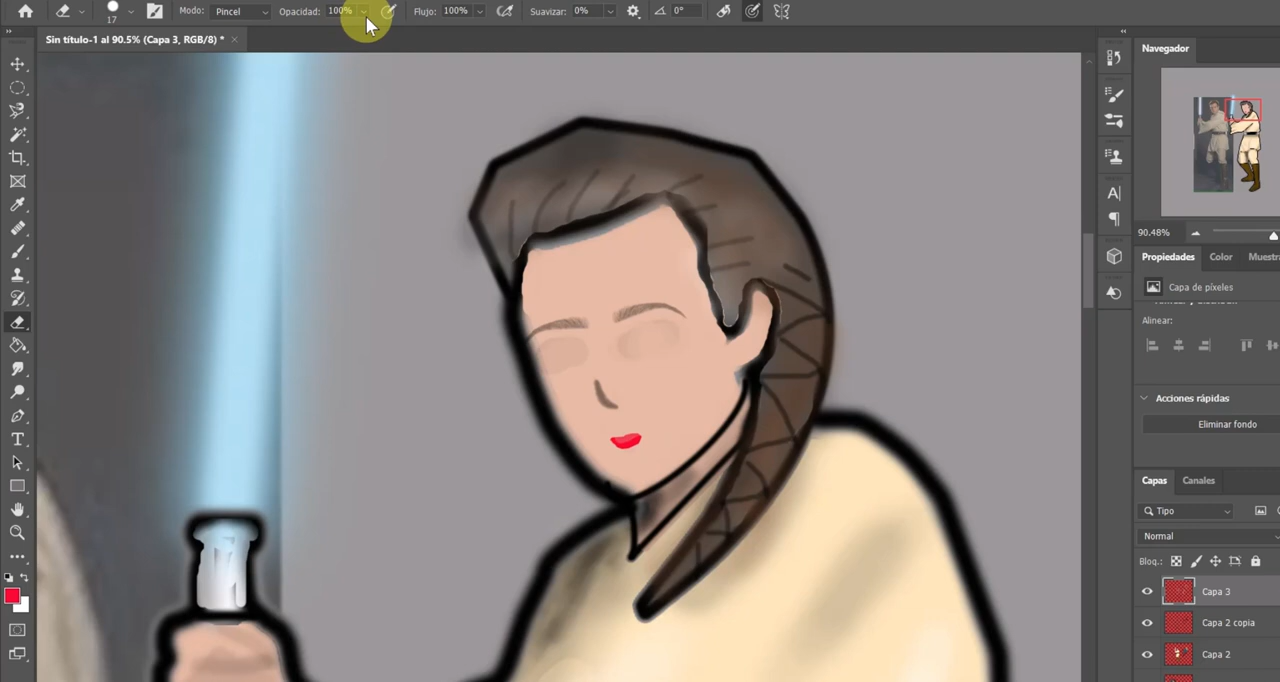 Modo: Pincel Opacidad: 100% Flujo: 100% Suavizar: 0% 0°
17
Sin título-1 al 90.5% (Capa 3, RGB/8) * ×
Navegador
90.48%
Propiedades Color
Capa de píxeles
Alinear:
Acciones rápidas
Eliminar fondo
Capas Canales
Tipo
Normal
Bloq.:
Capa 3
Capa 2 copia
Capa 2